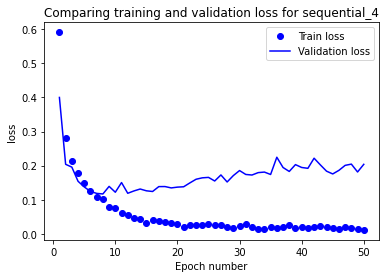 Comparing training and validation loss for sequential_4
Train loss
Validation loss
loss
0.6
0.5
0.4
0.3
0.2
0.1
0.0
0
10
20
30
40
50
Epoch number